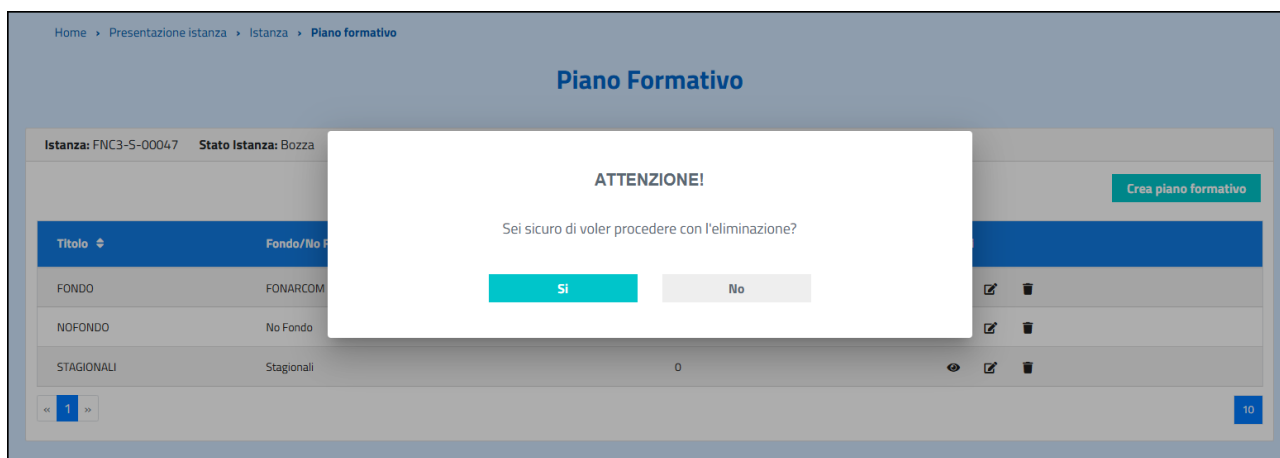 Home › Presentazione istanza › Istanza › Piano formativo
Piano Formativo
Istanza: FNC3-S-00047 Stato Istanza: Bozza
ATTENZIONE!
Sei sicuro di voler procedere con l'eliminazione?
Si No
Crea piano formativo
Titolo Fondo/No
FONDO FONARCOM
NOFONDO No Fondo
STAGIONALI Stagionali 0
« 1 » 10